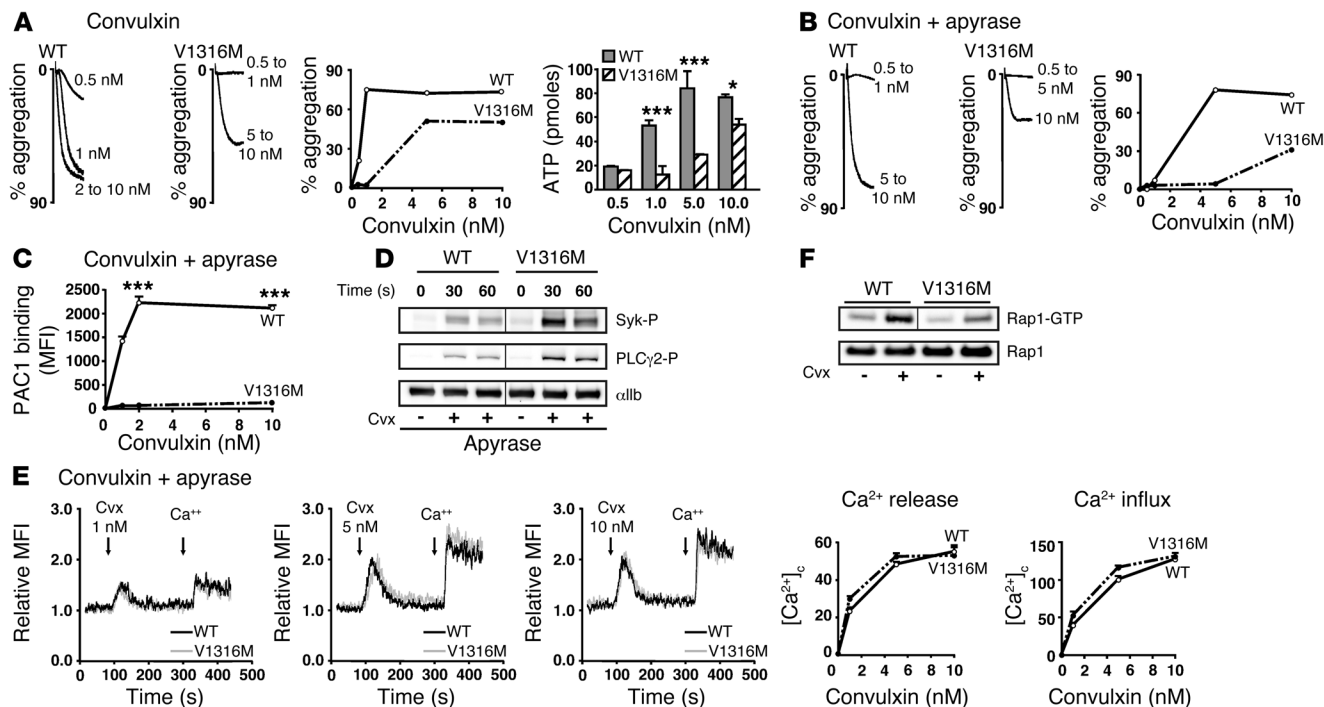 A
Convulxin
WT
V1316M
% aggregation
0
90
0.5 nM
1 nM
2 to 10 nM
% aggregation
0
90
0.5 to
1 nM
5 to
10 nM
% aggregation
90
60
30
0
0 2 4 6 8 10
Convulxin (nM)
WT
V1316M
ATP (pmoles)
100
80
60
40
20
0
WT
V1316M
*** *** *
0.5 1.0 5.0 10.0
Convulxin (nM)
B
Convulxin + apyrase
WT
V1316M
% aggregation
0
90
0.5 to
1 nM
5 to
10 nM
% aggregation
0
90
0.5 to
5 nM
10 nM
% aggregation
90
60
30
0
0 2 4 6 8 10
Convulxin (nM)
WT
V1316M
C
Convulxin + apyrase
PAC1 binding
(MFI)
2500
2000
1500
1000
500
0
*** ***
WT
V1316M
0 2 4 6 8 10
Convulxin (nM)
D
WT V1316M
Time (s) 0 30 60 0 30 60
Syk-P
PLCγ2-P
αIIb
Cvx - + + - + +
Apyrase
F
WT V1316M
Rap1-GTP
Rap1
Cvx - + - +
E
Convulxin + apyrase
Relative MFI
3.0
2.0
1.0
0.0
Cvx
1 nM
Ca++
WT
V1316M
0 100 200 300 400 500
Time (s)
Relative MFI
3.0
2.0
1.0
0.0
Cvx
5 nM
Ca++
WT
V1316M
0 100 200 300 400 500
Time (s)
Relative MFI
3.0
2.0
1.0
0.0
Cvx
10 nM
Ca++
WT
V1316M
0 100 200 300 400 500
Time (s)
Ca2+ release
[Ca2+]c
60
40
20
0
WT
V1316M
0 2 4 6 8 10
Convulxin (nM)
Ca2+ influx
[Ca2+]c
150
100
50
0
V1316M
WT
0 2 4 6 8 10
Convulxin (nM)